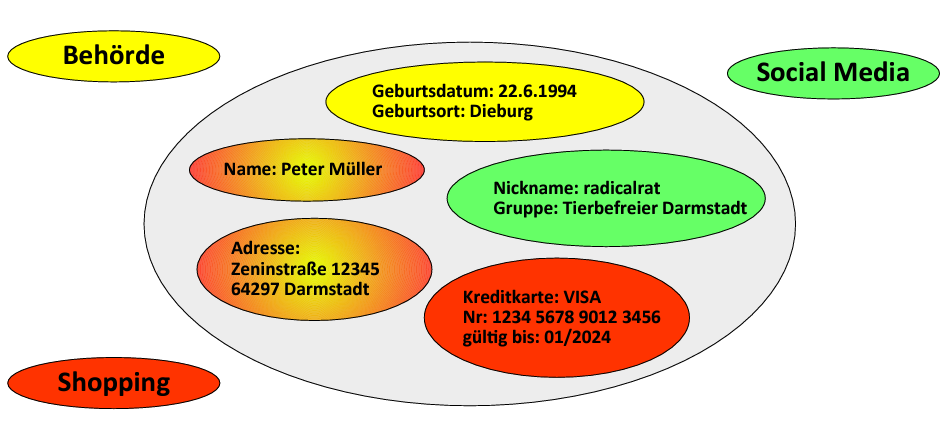 Behörde
Social Media
Geburtsdatum: 22.6.1994
Geburtsort: Dieburg
Name: Peter Müller
Nickname: radicalrat
Gruppe: Tierbefreier Darmstadt
Adresse:
Zeninstraße 12345
64297 Darmstadt
Kreditkarte: VISA
Nr: 1234 5678 9012 3456
gültig bis: 01/2024
Shopping